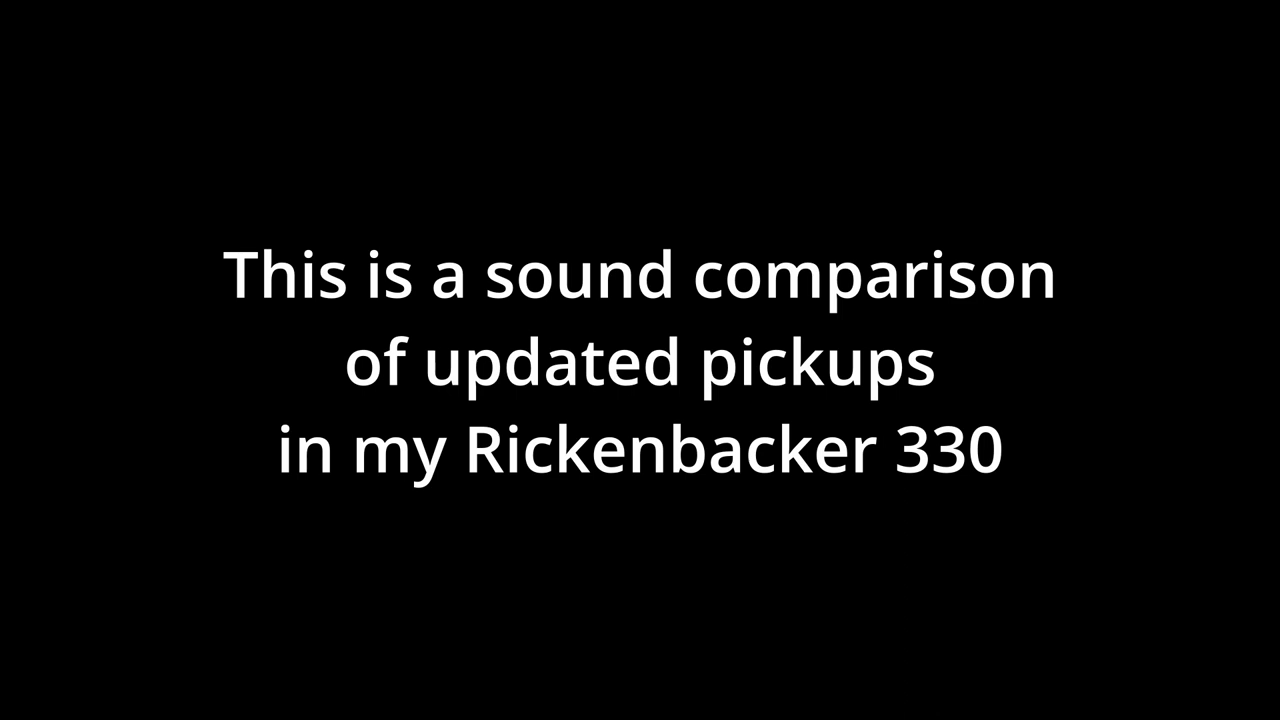 This is a sound comparison
of updated pickups
in my Rickenbacker 330